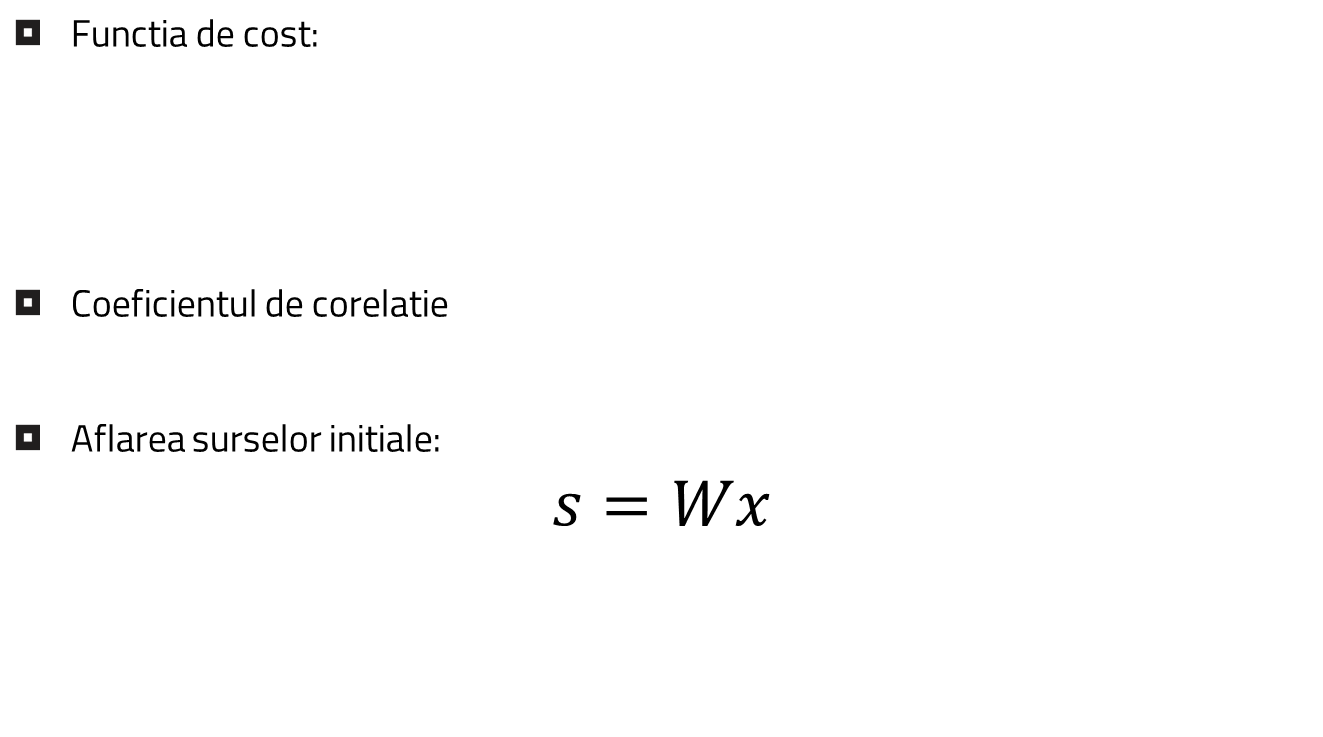 Functia de cost:
Coeficientul de corelatie
Aflarea surselor initiale:
s = Wx